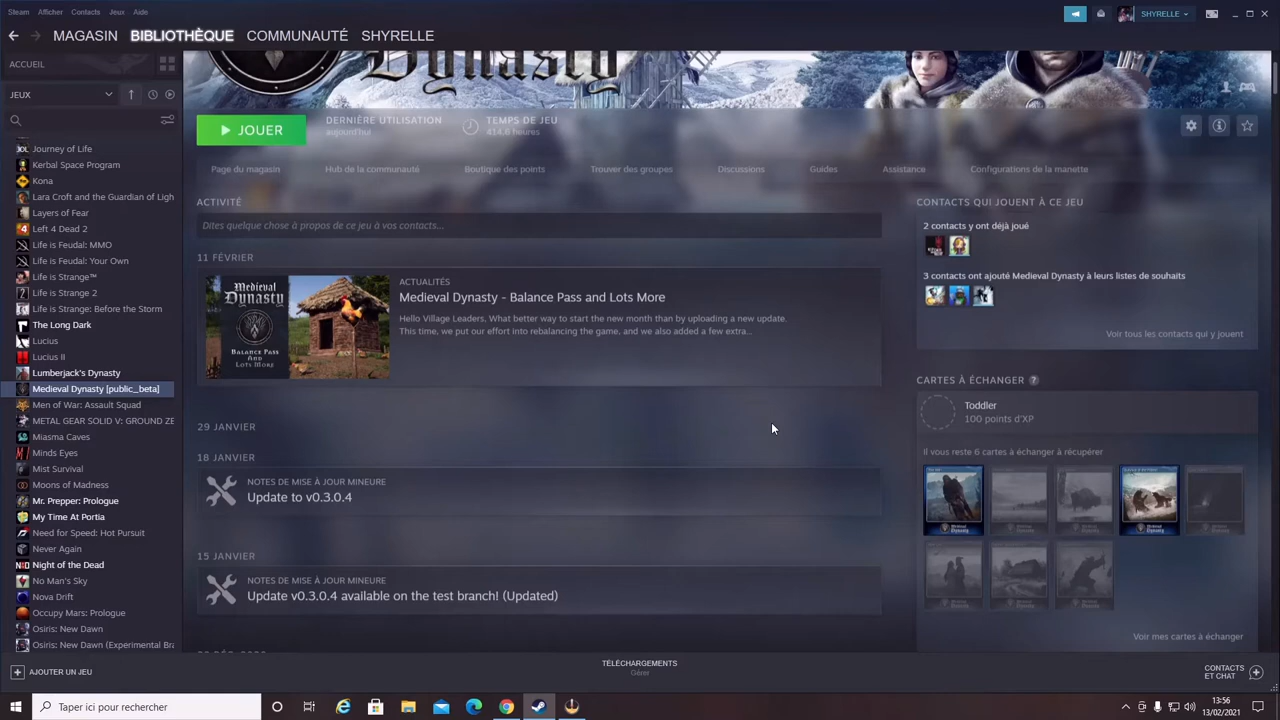 Steam Afficher Contacts Jeux Aide
SHYRELLE
MAGASIN BIBLIOTHÈQUE COMMUNAUTÉ SHYRELLE
ACCUEIL
JEUX
Journey of Life
Kerbal Space Program
Kona
Lara Croft and the Guardian of Ligh
Layers of Fear
Left 4 Dead 2
Life is Feudal: MMO
Life is Feudal: Your Own
Life is Strange™
Life is Strange 2
Life is Strange: Before the Storm
The Long Dark
Lucius
Lucius II
Lumberjack's Dynasty
Medieval Dynasty [public_beta]
Men of War: Assault Squad
METAL GEAR SOLID V: GROUND ZE
Miasma Caves
Minds Eyes
Mist Survival
Moons of Madness
Mr. Prepper: Prologue
My Time At Portia
Need for Speed: Hot Pursuit
Never Again
Night of the Dead
No Man's Sky
Nova Drift
Occupy Mars: Prologue
Osiris: New Dawn
Osiris: New Dawn (Experimental Bra
AJOUTER UN JEU
Dynasty
JOUER
DERNIÈRE UTILISATION
aujourd'hui
TEMPS DE JEU
414,6 heures
Page du magasin Hub de la communauté Boutique des points Trouver des groupes Discussions Guides Assistance Configurations de la manette
ACTIVITÉ
Dites quelque chose à propos de ce jeu à vos contacts...
11 FÉVRIER
MEDIEVAL
DYNASTY
BALANCE PASS
AND
LOTS MORE
ACTUALITÉS
Medieval Dynasty - Balance Pass and Lots More
Hello Village Leaders, What better way to start the new month than by uploading a new update.
This time, we put our effort into rebalancing the game, and we also added a few extra...
29 JANVIER
18 JANVIER
NOTES DE MISE À JOUR MINEURE
Update to v0.3.0.4
15 JANVIER
NOTES DE MISE À JOUR MINEURE
Update v0.3.0.4 available on the test branch! (Updated)
CONTACTS QUI JOUENT À CE JEU
2 contacts y ont déjà joué
3 contacts ont ajouté Medieval Dynasty à leurs listes de souhaits
Voir tous les contacts qui y jouent
CARTES À ÉCHANGER ?
Toddler
100 points d'XP
Il vous reste 6 cartes à échanger à récupérer
Voir mes cartes à échanger
TÉLÉCHARGEMENTS
Gérer
CONTACTS
ET CHAT
Taper ici pour rechercher
13:56
13/02/2021